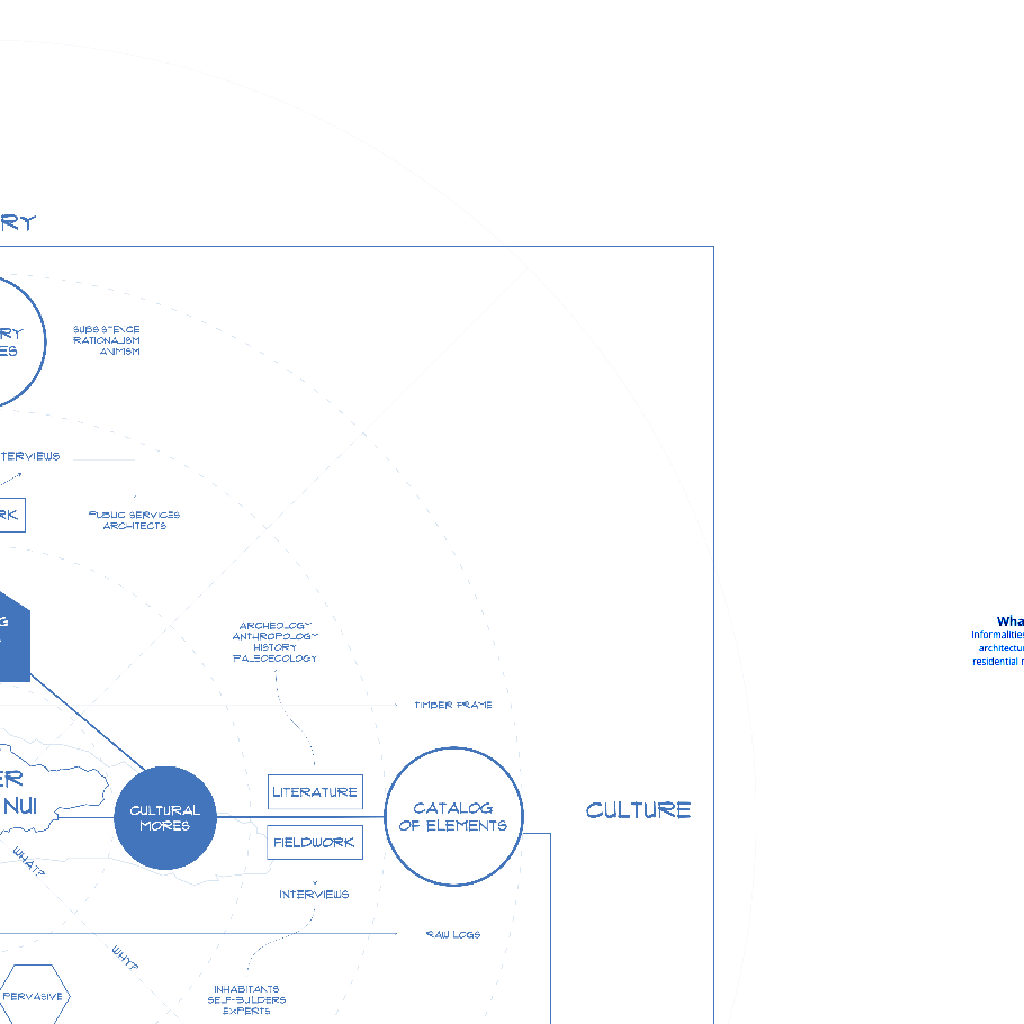 RY
RY
ES
SUBSISTENCE
RATIONALISM
ANIMISM
TERVIEWS
RK
PUBLIC SERVICES
ARCHITECTS
G
ARCHEOLOGY
ANTHROPOLOGY
HISTORY
PALEOECOLOGY
Wha
Informalities
architectur
residential r
TIMBER FRAME
ER
NUI
LITERATURE
CULTURAL
MORES
CATALOG
OF ELEMENTS
CULTURE
FIELDWORK
WHAT?
INTERVIEWS
RAW LOGS
WHY?
PERVASIVE
INHABITANTS
SELF-BUILDERS
EXPERTS